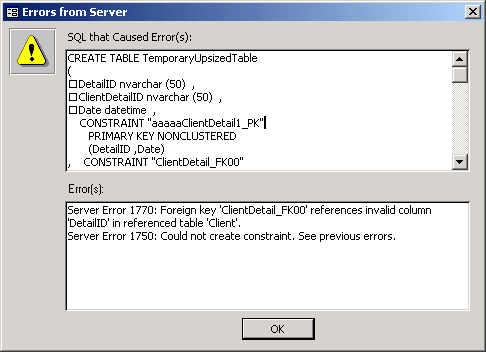 Errors from Server
SQL that Caused Error(s):
CREATE TABLE TemporaryUpsizedTable
(
□DetailID nvarchar (50)  ,
□ClientDetailID nvarchar (50)  ,
□Date datetime  ,
CONSTRAINT "aaaaaClientDetail1_PK"
PRIMARY KEY NONCLUSTERED
(DetailID ,Date)
,   CONSTRAINT "ClientDetail_FK00"
Error(s):
Server Error 1770: Foreign key 'ClientDetail_FK00' references invalid column
'DetailID' in referenced table 'Client'.
Server Error 1750: Could not create constraint. See previous errors.
OK